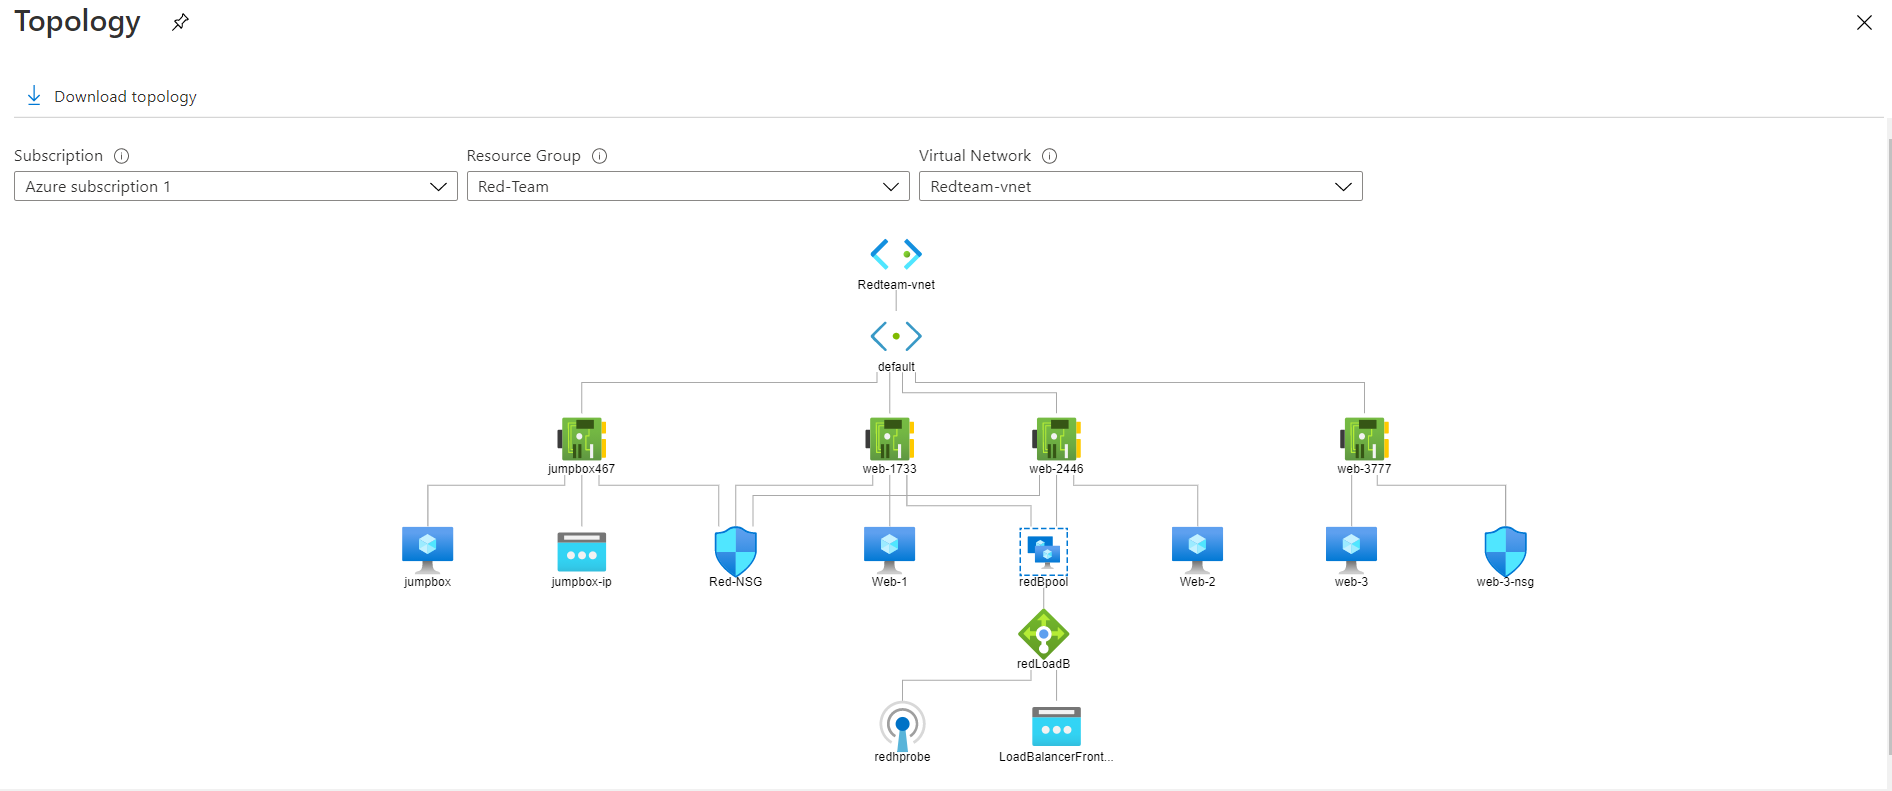 Topology
Download topology
Subscription
Resource Group
Virtual Network
Azure subscription 1
Red-Team
Redteam-vnet
Redteam-vnet
default
jumpbox467
web-1733
web-2446
web-3777
jumpbox
jumpbox-ip
Red-NSG
Web-1
redBpool
Web-2
web-3
web-3-nsg
redLoadB
redhprobe
LoadBalancerFront...